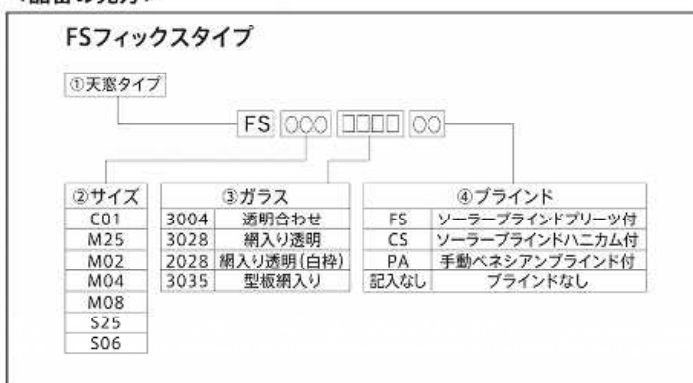 FSフィックスタイプ
①天窓タイプ
FS ○○○ □□□□ ○○
②サイズ
C01
M25
M02
M04
M08
S25
S06
③ガラス
3004 透明合わせ
3028 網入り透明
2028 網入り透明(白枠)
3035 型板網入り
④ブラインド
FS ソーラーブラインドプリーツ付
CS ソーラーブラインドハニカム付
PA 手動ベネシアンブラインド付
記入なし ブラインドなし